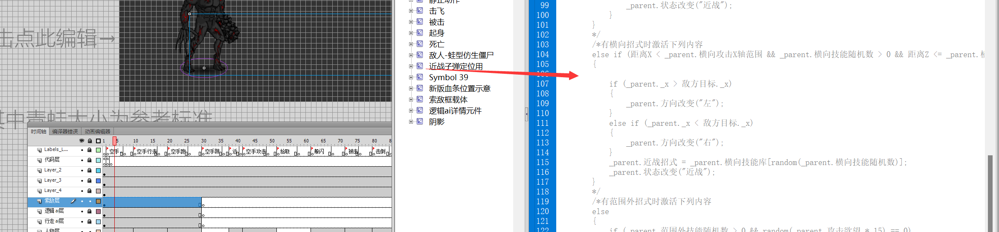 击点此编辑→
其中青蛙大小为参考标准
时间轴 编译器错误 动画编辑器
1 5 10 15 20 25 30 35 40 45 50 55 60 65 70 75 80 8
Labels_L... 空手 空手行走 空手跑 空手跳 近 空手攻击 拾取 躲闪 被击 击倒
代码层
Layer_2
Layer_3
Layer_4
索敌层
逻辑ai层
行走ai层
人物层
静止动作
击飞
被击
起身
死亡
敌人-蛙型仿生僵尸
近战子弹定位用
Symbol 39
新版血条位置示意
索敌框载体
逻辑ai详情元件
阴影
99 _parent.状态改变("近战");
100 }
101 }
102 */
103 /*有横向招式时激活下列内容
104 else if (距离X < _parent.横向攻击X轴范围 && _parent.横向技能随机数 > 0 && 距离Z <= _parent.横
105 {
106
107 if (_parent._x > 敌方目标._x)
108 {
109 _parent.方向改变("左");
110 }
111 else if (_parent._x < 敌方目标._x)
112 {
113 _parent.方向改变("右");
114 }
115 _parent.近战招式 = _parent.横向技能库[random(_parent.横向技能随机数)];
116 _parent.状态改变("近战");
117 }
118 */
119 /*有范围外招式时激活下列内容
120 else
121 {
122 if (_parent.范围外技能随机数 > 0 && random(_parent.攻击欲望 * 15) == 0)